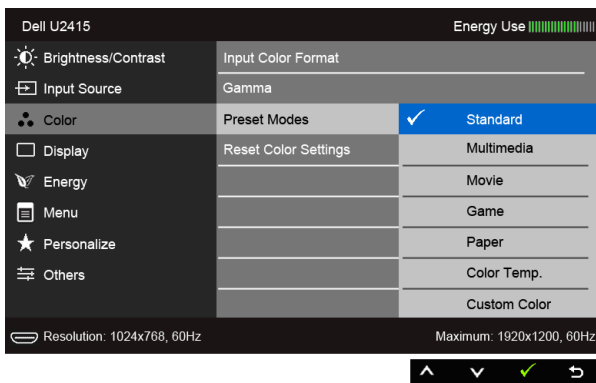 Dell U2415 Energy Use
Brightness/Contrast Input Color Format
Input Source Gamma
Color Preset Modes Standard
Display Reset Color Settings Multimedia
Energy Movie
Menu Game
Personalize Paper
Others Color Temp.
Custom Color
Resolution: 1024x768, 60Hz Maximum: 1920x1200, 60Hz